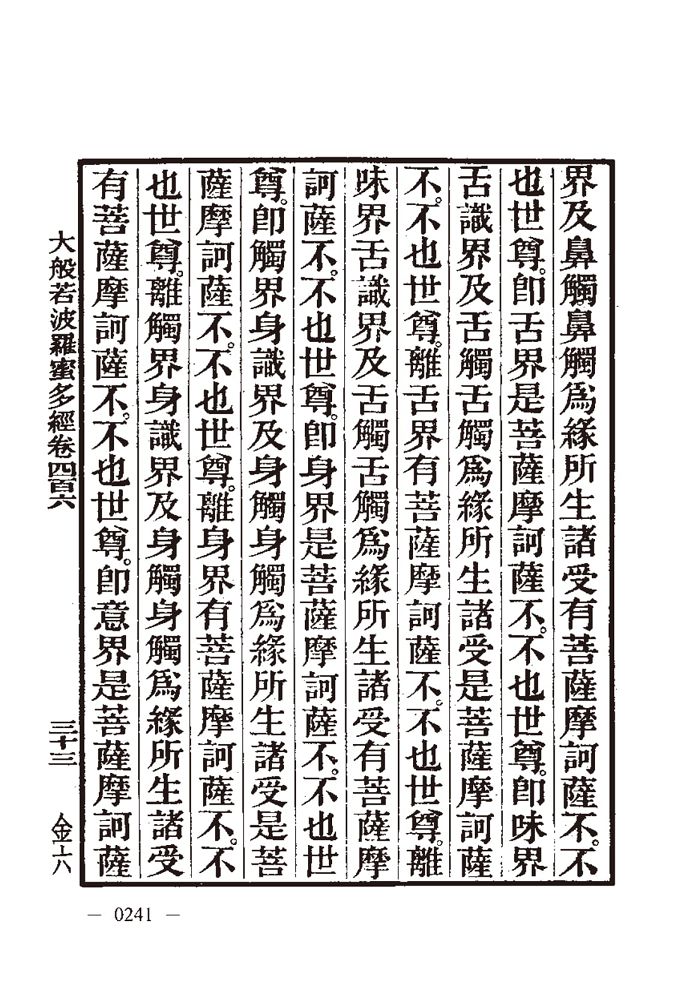 界及鼻觸鼻觸爲緣所生諸受有菩薩摩訶薩不。不
也世尊。卽舌界是菩薩摩訶薩不。不也世尊。卽味界
舌識界及舌觸舌觸爲緣所生諸受是菩薩摩訶薩
不。不也世尊。離舌界有菩薩摩訶薩不。不也世尊。離
味界舌識界及舌觸舌觸爲緣所生諸受有菩薩摩
訶薩不。不也世尊。卽身界是菩薩摩訶薩不。不也世
尊。卽觸界身識界及身觸身觸爲緣所生諸受是菩
薩摩訶薩不。不也世尊。離身界有菩薩摩訶薩不。不
也世尊。離觸界身識界及身觸身觸爲緣所生諸受
有菩薩摩訶薩不。不也世尊。卽意界是菩薩摩訶薩
大般若波羅蜜多經卷四百六 三十三 金十六
— 0241 —